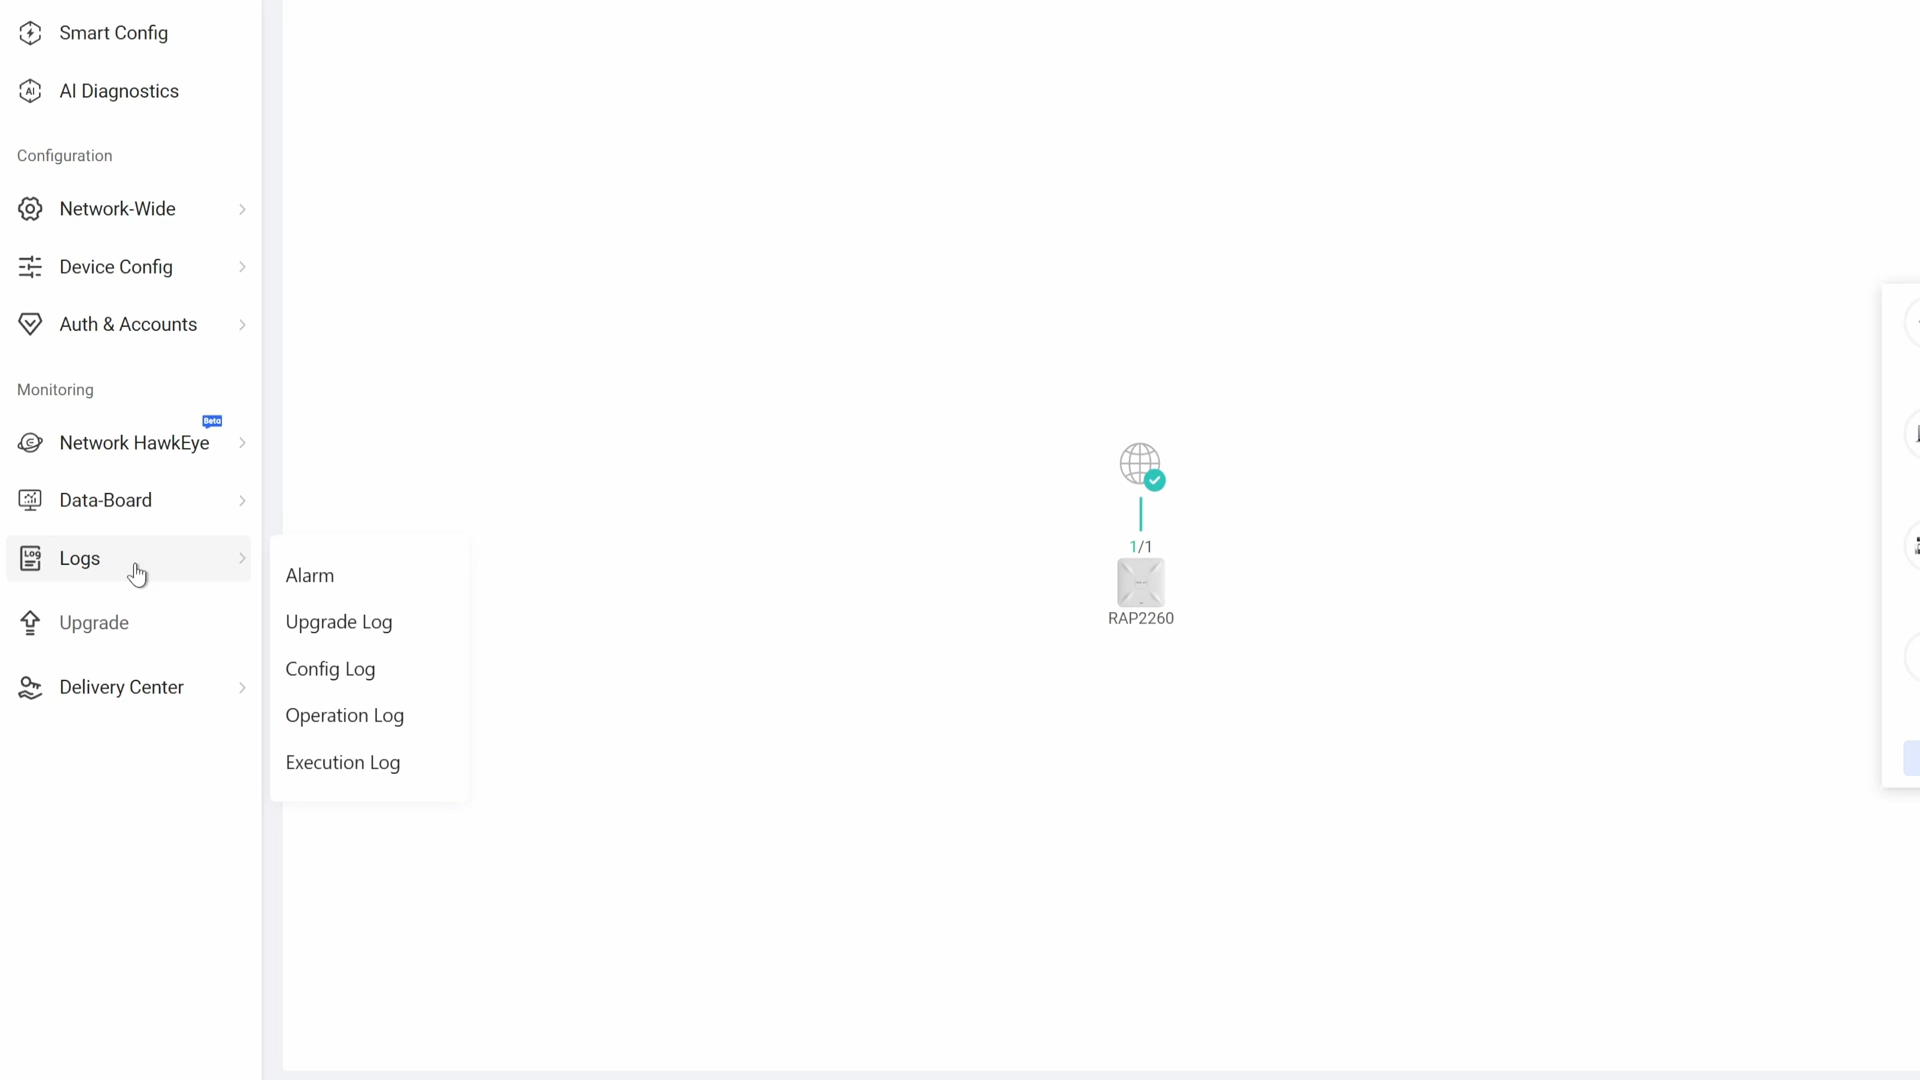 Smart Config
AI Diagnostics
Configuration
Network-Wide
Device Config
Auth & Accounts
Monitoring
Beta
Network HawkEye
Data-Board
Log
Logs
Upgrade
Delivery Center
Alarm
Upgrade Log
Config Log
Operation Log
Execution Log
1/1
RAP2260